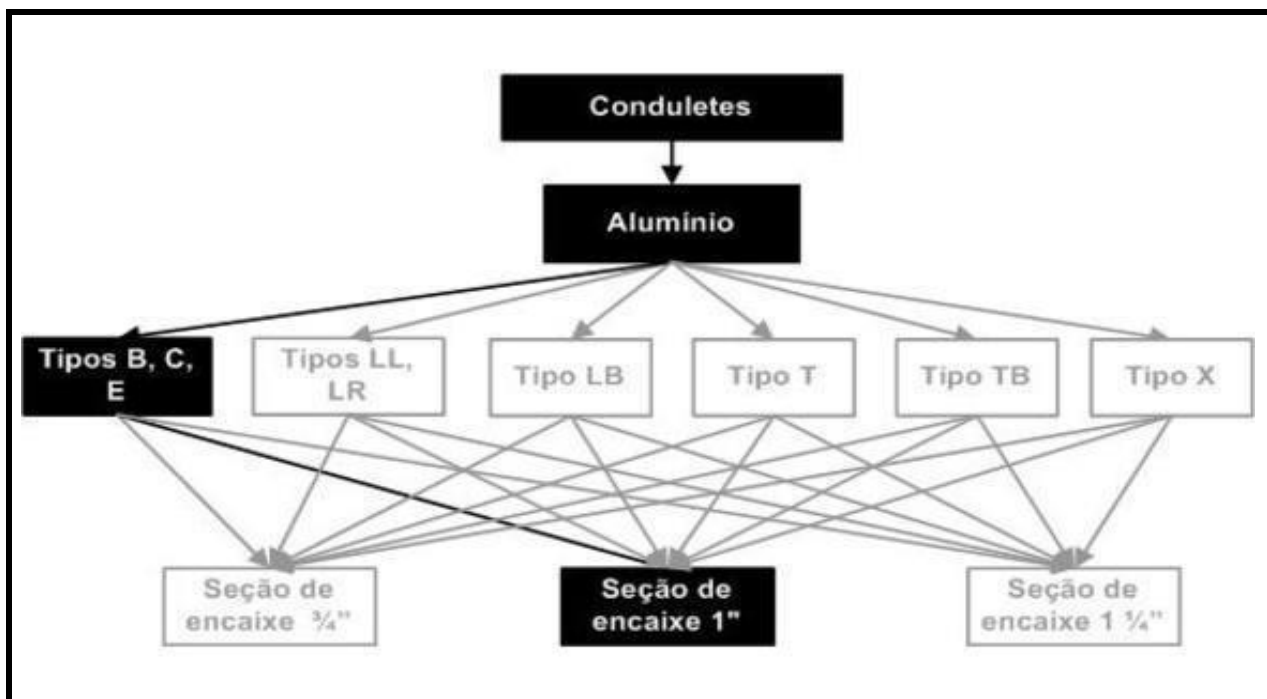 Conduletes
Alumínio
Tipos B, C,
E
Tipos LL,
LR
Tipo LB
Tipo T
Tipo TB
Tipo X
Seção de
encaixe ¾"
Seção de
encaixe 1"
Seção de
encaixe 1 ¼"